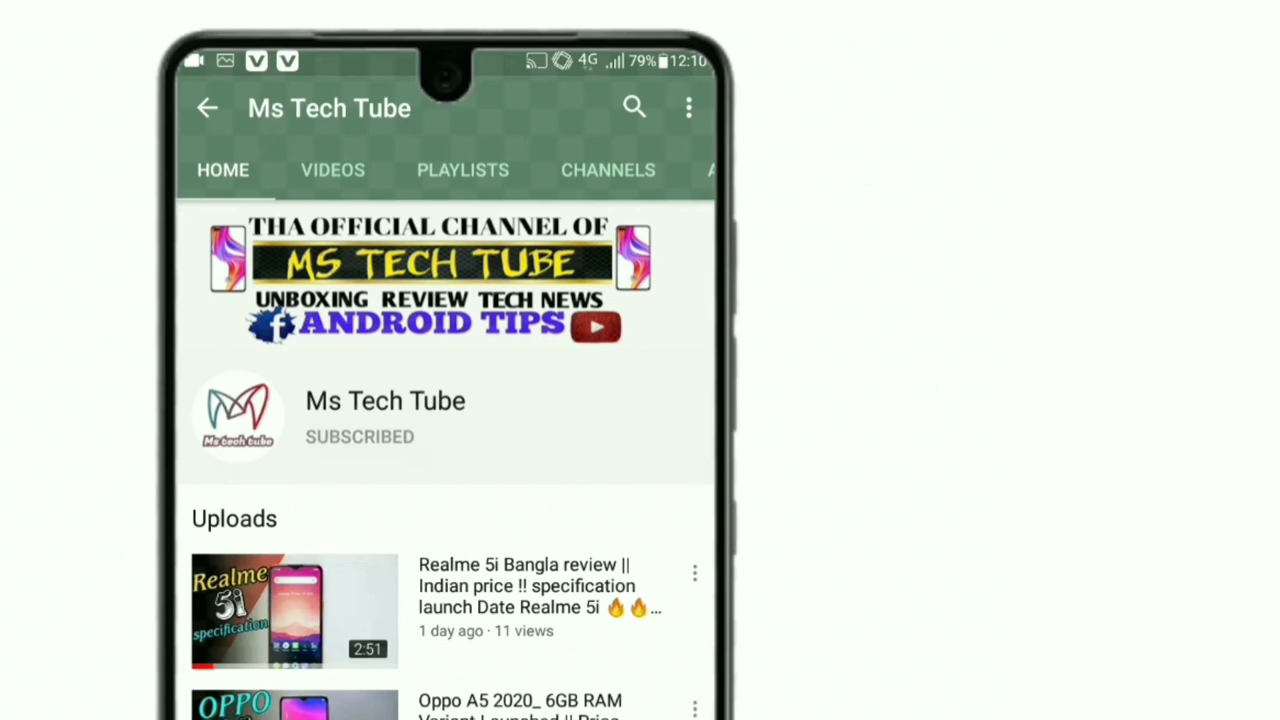 4G 79% 12:10
Ms Tech Tube
HOME VIDEOS PLAYLISTS CHANNELS A
THA OFFICIAL CHANNEL OF
MS TECH TUBE
UNBOXING REVIEW TECH NEWS
f ANDROID TIPS
Ms Tech Tube
Ms tech tube
SUBSCRIBED
Uploads
Realme 5i specification
2:51
Realme 5i Bangla review ||
Indian price !! specification
launch Date Realme 5i 🔥🔥...
1 day ago · 11 views
OPPO
Oppo A5 2020_ 6GB RAM
Variant Launched || Price